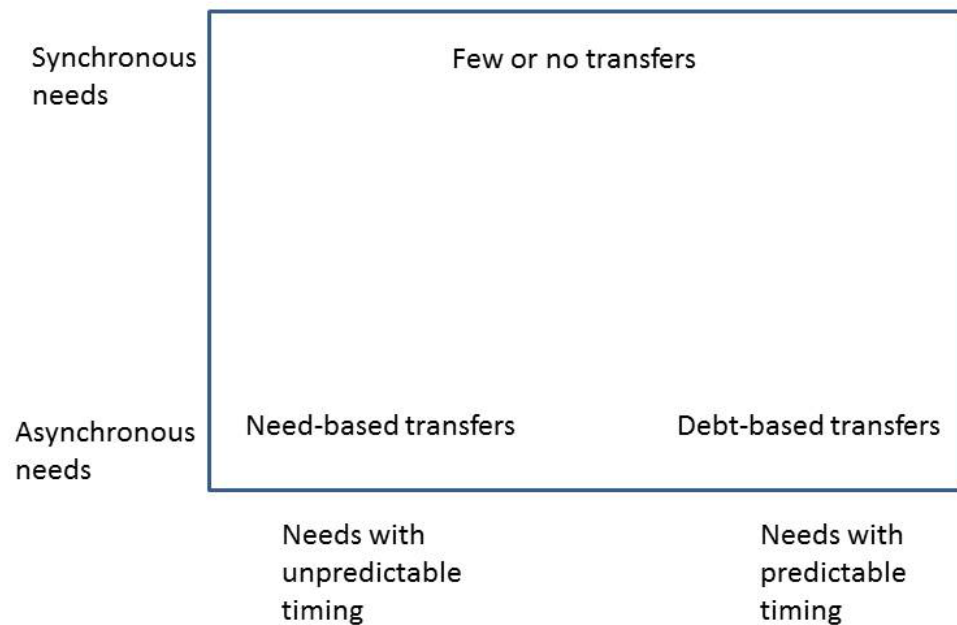 Synchronous
needs
Few or no transfers
Asynchronous
needs
Need-based transfers
Debt-based transfers
Needs with
unpredictable
timing
Needs with
predictable
timing